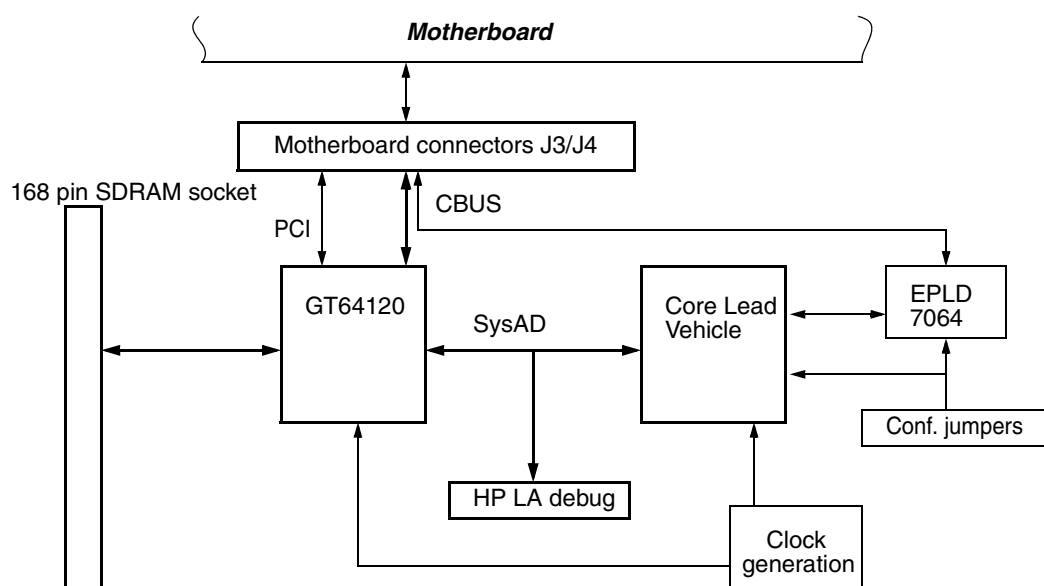 Motherboard
Motherboard connectors J3/J4
168 pin SDRAM socket
PCI
CBUS
GT64120
SysAD
Core Lead
Vehicle
EPLD
7064
Conf. jumpers
HP LA debug
Clock
generation